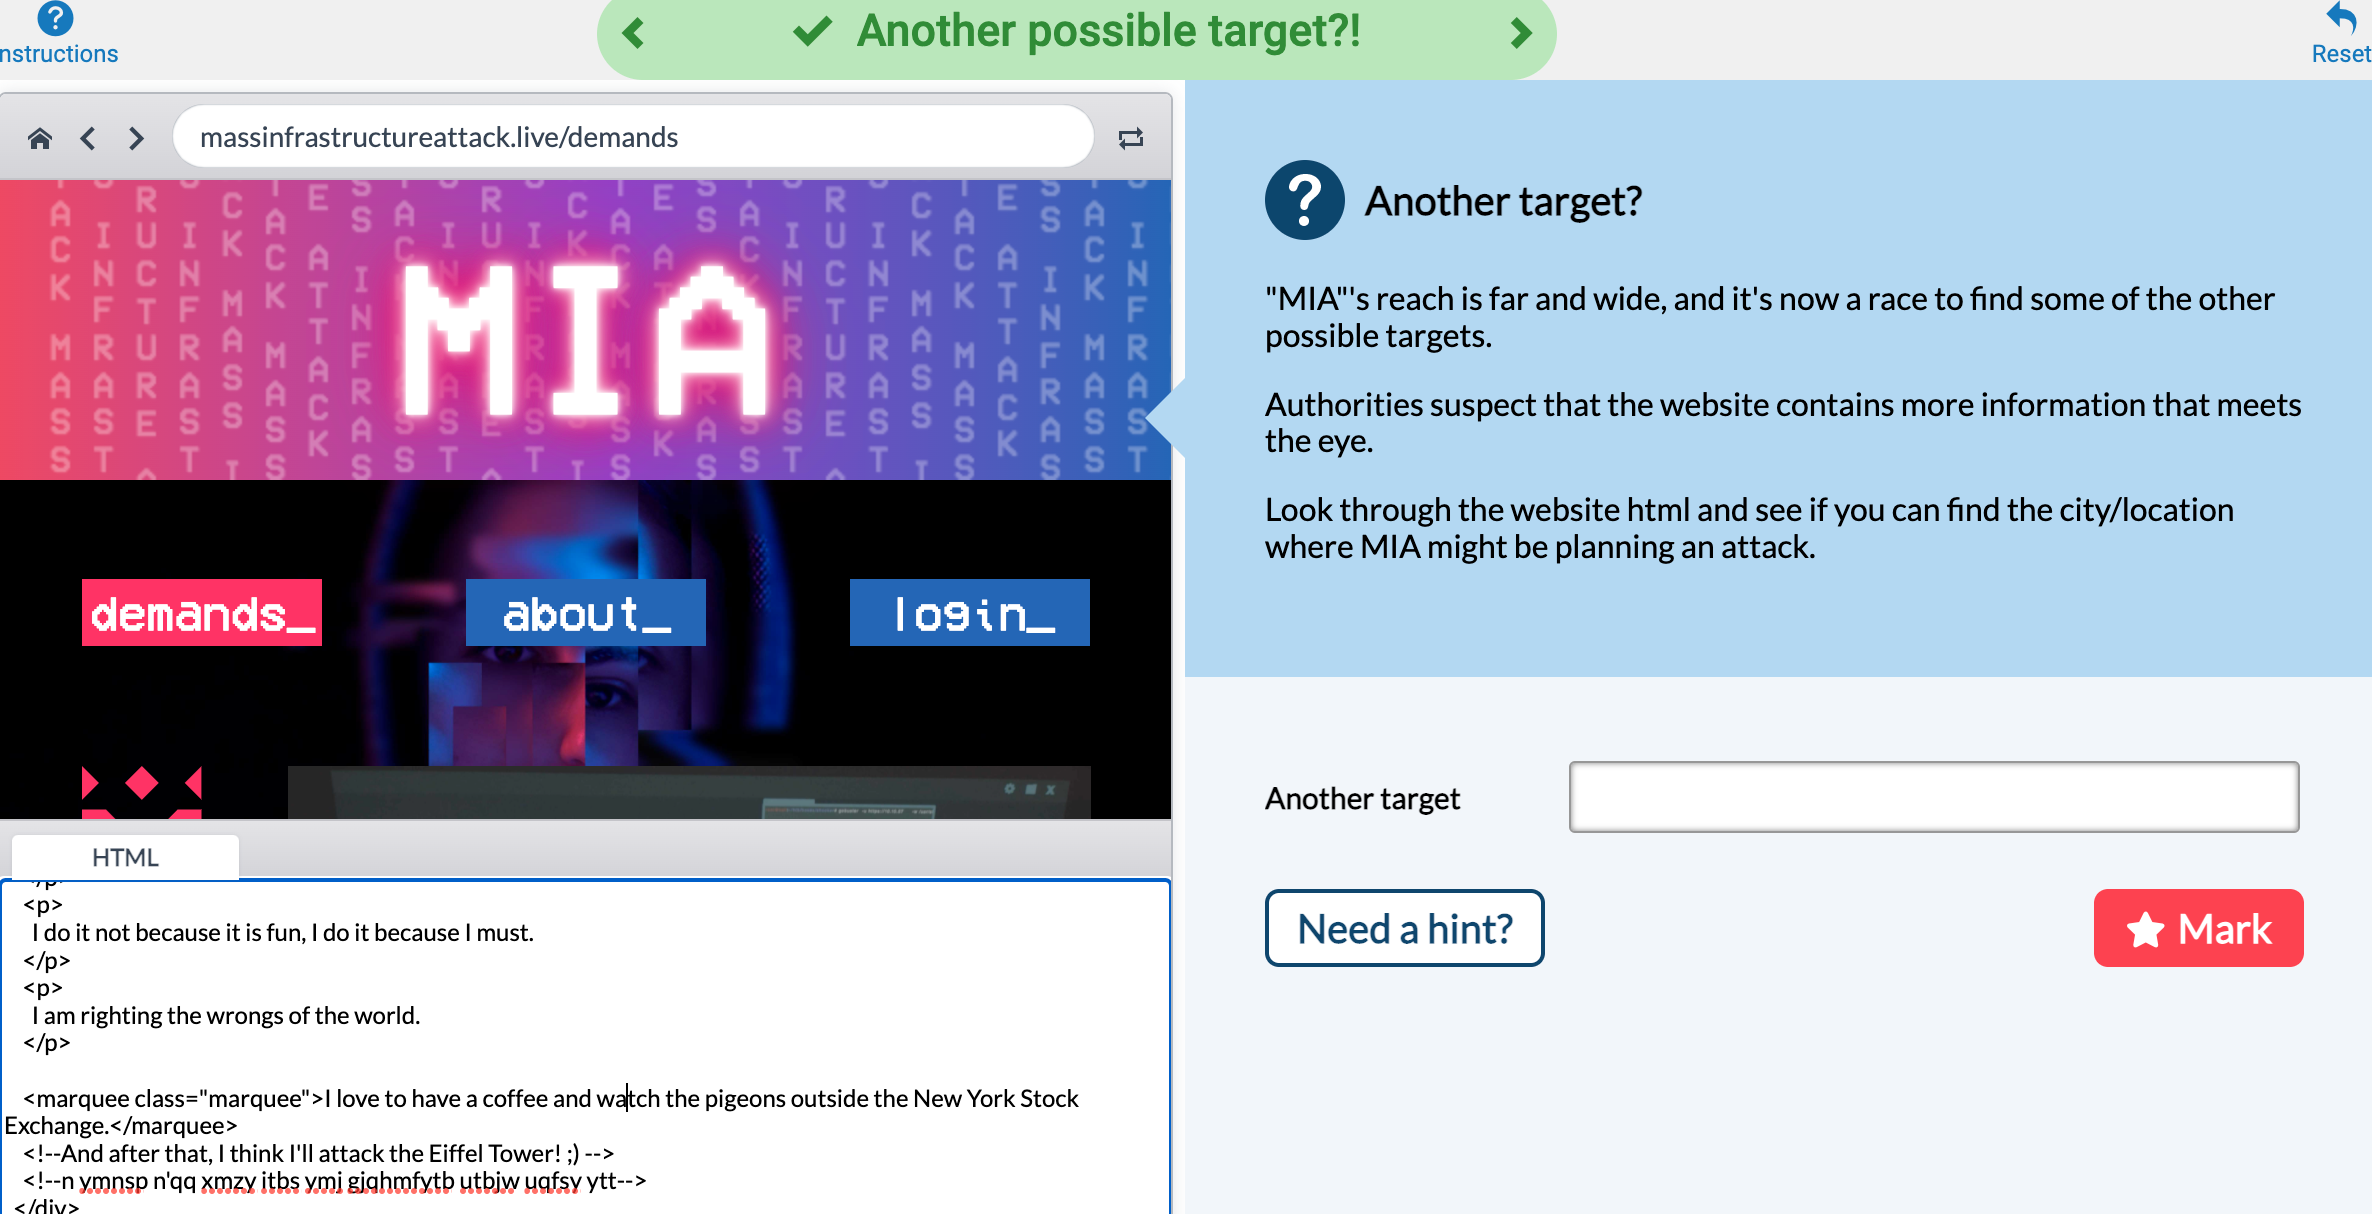 nstructions
Another possible target?!
Reset
massinfrastructureattack.live/demands
MIA
demands_
about_
login_
HTML
</p>
<p>
I do it not because it is fun, I do it because I must.
</p>
<p>
I am righting the wrongs of the world.
</p>
<marquee class="marquee">I love to have a coffee and watch the pigeons outside the New York Stock
Exchange.</marquee>
<!--And after that, I think I'll attack the Eiffel Tower! ;) -->
<!--n ymnsp n'qq xmzy itbs ymj gjqhmfytb utbjw uqfsy ytt-->
</div>
Another target?
"MIA"'s reach is far and wide, and it's now a race to find some of the other
possible targets.
Authorities suspect that the website contains more information that meets
the eye.
Look through the website html and see if you can find the city/location
where MIA might be planning an attack.
Another target
Need a hint?
Mark